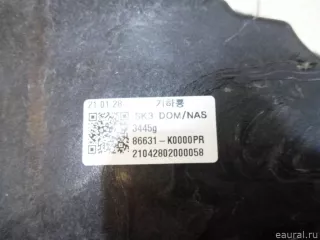 21.01.28
SK3 DOM/NAS
3445g
86631-K0000PR
21042802000058
© eaural.ru